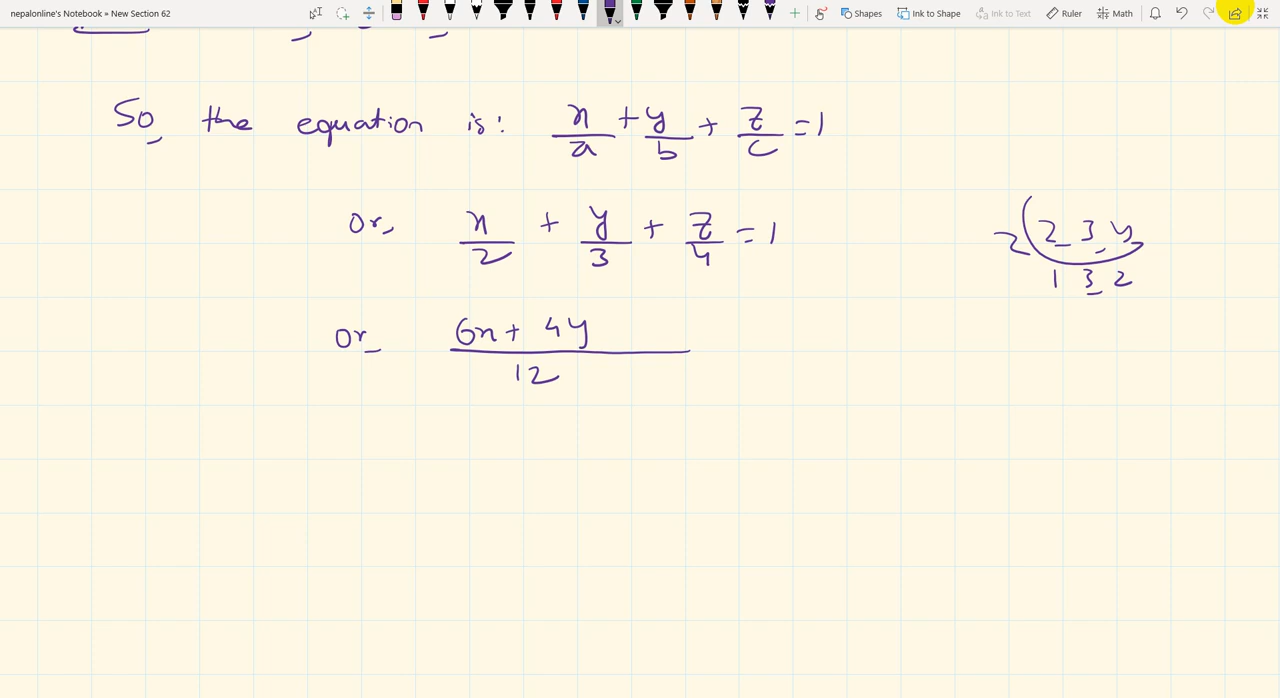 nepalonline's Notebook » New Section 62
Shapes Ink to Shape Ink to Text Ruler Math
So, the equation is: x/a + y/b + z/c = 1
Or, x/2 + y/3 + z/4 = 1
2 ( 2, 3, 4
1 3, 2
Or, 6x + 4y / 12